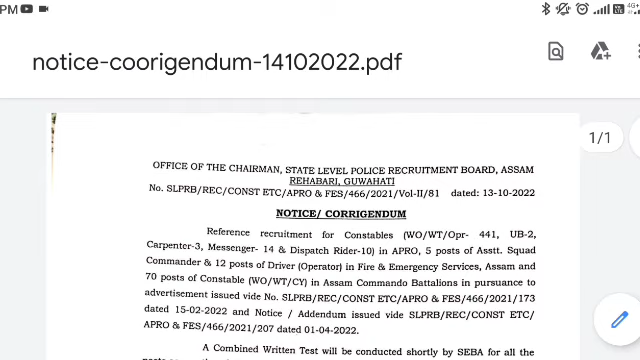 PM
4G+
notice-coorigendum-14102022.pdf
1/1
OFFICE OF THE CHAIRMAN, STATE LEVEL POLICE RECRUITMENT BOARD, ASSAM
REHABARI, GUWAHATI
No. SLPRB/REC/CONST ETC/APRO & FES/466/2021/Vol-II/81 dated: 13-10-2022
NOTICE/ CORRIGENDUM
Reference recruitment for Constables (WO/WT/Opr- 441, UB-2,
Carpenter-3, Messenger- 14 & Dispatch Rider-10) in APRO, 5 posts of Asstt. Squad
Commander & 12 posts of Driver (Operator) in Fire & Emergency Services, Assam and
70 posts of Constable (WO/WT/CY) in Assam Commando Battalions in pursuance to
advertisement issued vide No. SLPRB/REC/CONST ETC/APRO & FES/466/2021/173
dated 15-02-2022 and Notice / Addendum issued vide SLPRB/REC/CONST ETC/
APRO & FES/466/2021/207 dated 01-04-2022.
A Combined Written Test will be conducted shortly by SEBA for all the